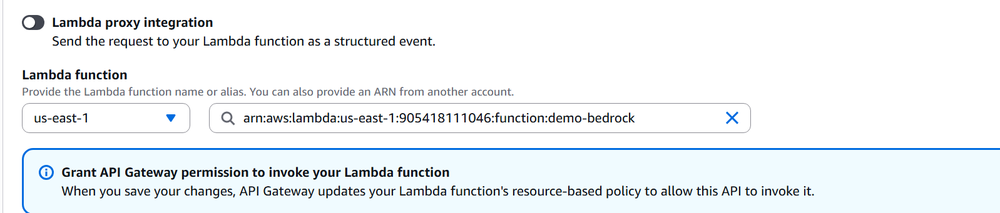 Lambda proxy integration
Send the request to your Lambda function as a structured event.
Lambda function
Provide the Lambda function name or alias. You can also provide an ARN from another account.
us-east-1
arn:aws:lambda:us-east-1:905418111046:function:demo-bedrock
Grant API Gateway permission to invoke your Lambda function
When you save your changes, API Gateway updates your Lambda function's resource-based policy to allow this API to invoke it.